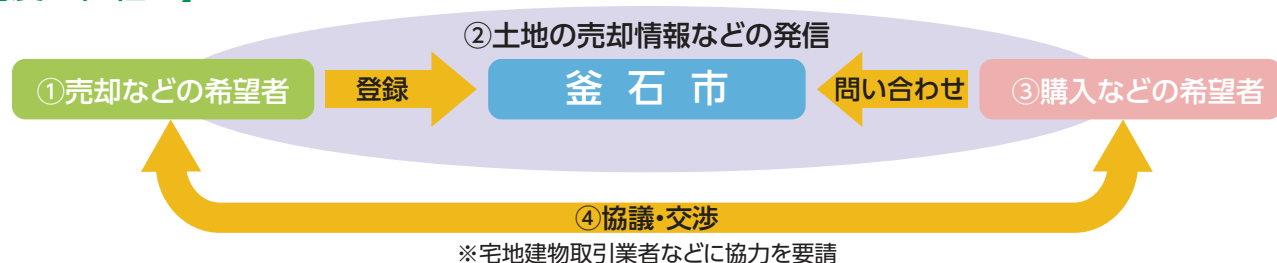 ②土地の売却情報などの発信
①売却などの希望者
登録
釜石市
問い合わせ
③購入などの希望者
④協議・交渉
※宅地建物取引業者などに協力を要請